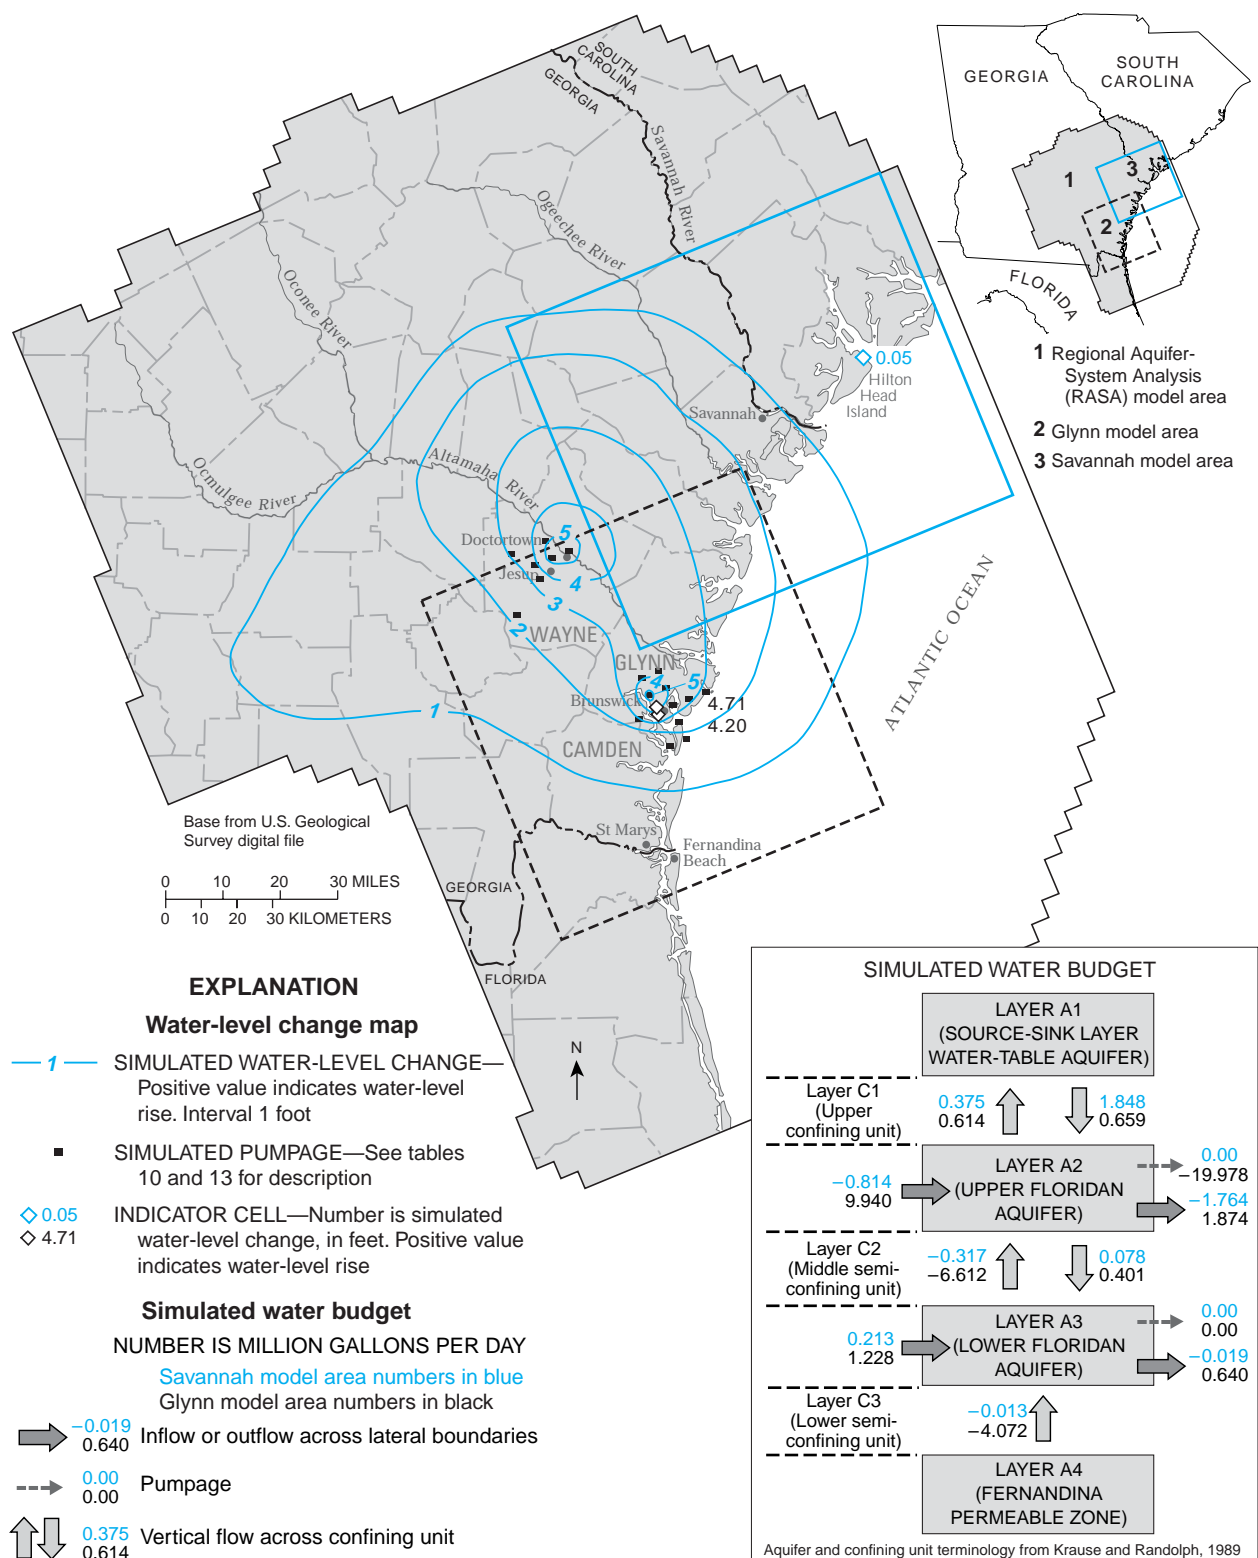 SOUTH
CAROLINA
GEORGIA
Savannah River
Ogeechee River
Oconee River
Ocmulgee River
Altamaha River
0.05
Hilton
Head
Island
Savannah
Doctortown
Jesup
5
4
3
2
WAYNE
GLYNN
4
5
Brunswick
4.71
4.20
1
CAMDEN
ATLANTIC OCEAN
St Marys
Fernandina
Beach
GEORGIA
FLORIDA
Base from U.S. Geological
Survey digital file
0 10 20 30 MILES
0 10 20 30 KILOMETERS
N
GEORGIA
SOUTH
CAROLINA
1
3
2
FLORIDA
1 Regional Aquifer-
System Analysis
(RASA) model area
2 Glynn model area
3 Savannah model area
EXPLANATION
Water-level change map
1 SIMULATED WATER-LEVEL CHANGE—
Positive value indicates water-level
rise. Interval 1 foot
SIMULATED PUMPAGE—See tables
10 and 13 for description
0.05 INDICATOR CELL—Number is simulated
4.71 water-level change, in feet. Positive value
indicates water-level rise
Simulated water budget
NUMBER IS MILLION GALLONS PER DAY
Savannah model area numbers in blue
Glynn model area numbers in black
−0.019
0.640
Inflow or outflow across lateral boundaries
0.00
0.00
Pumpage
0.375
0.614
Vertical flow across confining unit
SIMULATED WATER BUDGET
LAYER A1
(SOURCE-SINK LAYER
WATER-TABLE AQUIFER)
Layer C1
(Upper
confining unit)
0.375
0.614
1.848
0.659
−0.814
9.940
LAYER A2
(UPPER FLORIDAN
AQUIFER)
0.00
−19.978
−1.764
1.874
Layer C2
(Middle semi-
confining unit)
−0.317
−6.612
0.078
0.401
0.213
1.228
LAYER A3
(LOWER FLORIDAN
AQUIFER)
0.00
0.00
−0.019
0.640
Layer C3
(Lower semi-
confining unit)
−0.013
−4.072
LAYER A4
(FERNANDINA
PERMEABLE ZONE)
Aquifer and confining unit terminology from Krause and Randolph, 1989